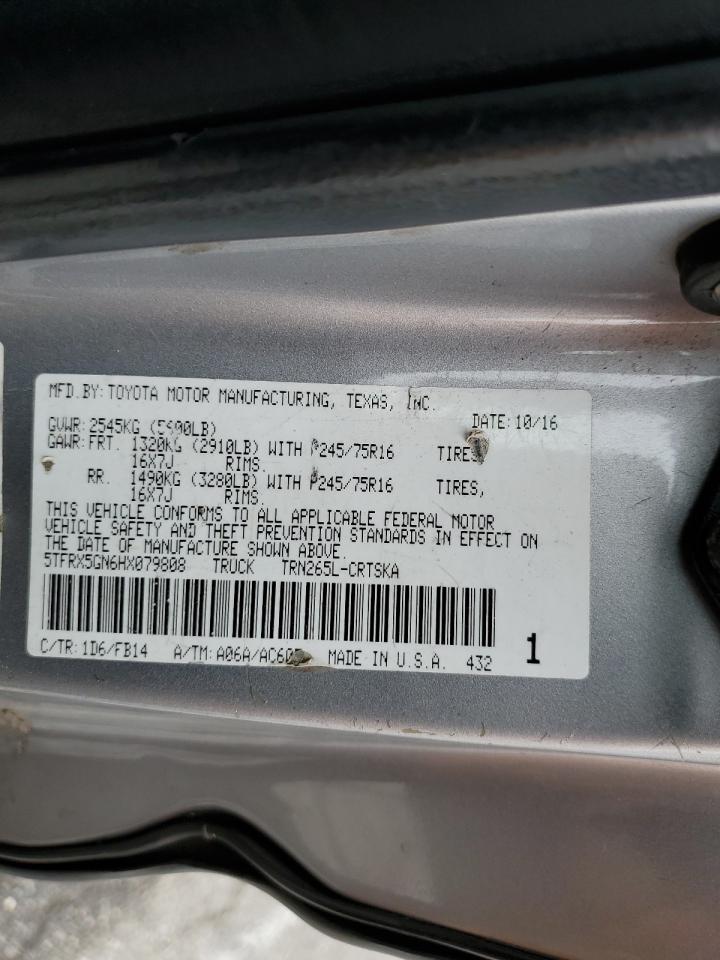 MFD.BY: TOYOTA MOTOR MANUFACTURING, TEXAS, INC.
DATE: 10/16
GVWR: 2545KG
GAWR: FRT. 1320KG (2910LB) WITH P245/75R16 TIRES,
16X7J RIMS.
RR. 1490KG (3280LB) WITH P245/75R16 TIRES,
16X7J RIMS.
THIS VEHICLE CONFORMS TO ALL APPLICABLE FEDERAL MOTOR
VEHICLE SAFETY AND THEFT PREVENTION STANDARDS IN EFFECT ON
THE DATE OF MANUFACTURE SHOWN ABOVE.
5TFRX5GN6HX079808 TRUCK TRN265L-CRTSKA
C/TR: 1D6/FB14 A/TM: MADE IN U.S.A. 432 1